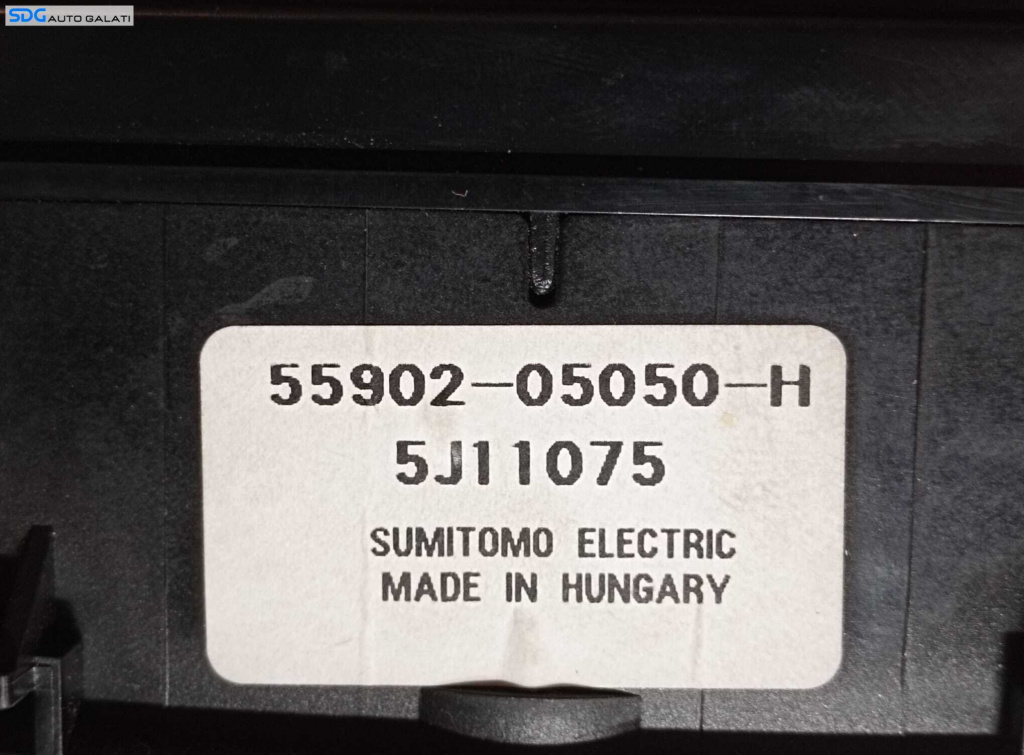 SDG AUTO GALATI
55902-05050-H
5J11075
SUMITOMO ELECTRIC
MADE IN HUNGARY